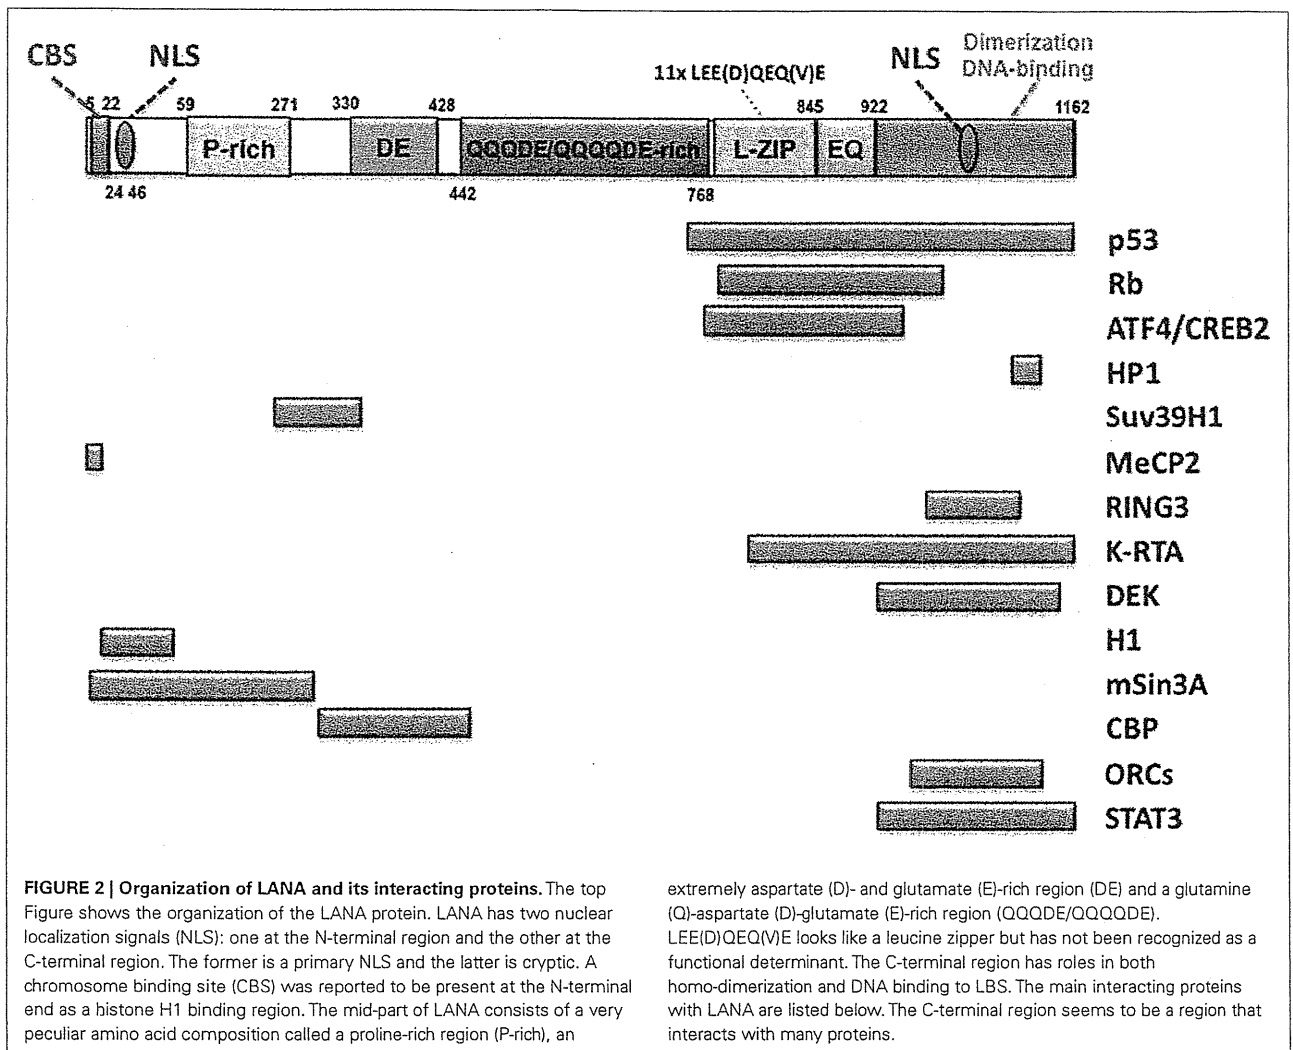 CBS NLS NLS Dimerization
DNA-binding
11x LEE(D)QEQ(V)E
5 22 59 271 330 428 845 922 1162
P-rich DE QQQDE/QQQQDE-rich L-ZIP EQ
24 46 442 768
p53
Rb
ATF4/CREB2
HP1
Suv39H1
MeCP2
RING3
K-RTA
DEK
H1
mSin3A
CBP
ORCs
STAT3
FIGURE 2 | Organization of LANA and its interacting proteins. The top
Figure shows the organization of the LANA protein. LANA has two nuclear
localization signals (NLS): one at the N-terminal region and the other at the
C-terminal region. The former is a primary NLS and the latter is cryptic. A
chromosome binding site (CBS) was reported to be present at the N-terminal
end as a histone H1 binding region. The mid-part of LANA consists of a very
peculiar amino acid composition called a proline-rich region (P-rich), an
extremely aspartate (D)- and glutamate (E)-rich region (DE) and a glutamine
(Q)-aspartate (D)-glutamate (E)-rich region (QQQDE/QQQQDE).
LEE(D)QEQ(V)E looks like a leucine zipper but has not been recognized as a
functional determinant. The C-terminal region has roles in both
homo-dimerization and DNA binding to LBS. The main interacting proteins
with LANA are listed below. The C-terminal region seems to be a region that
interacts with many proteins.